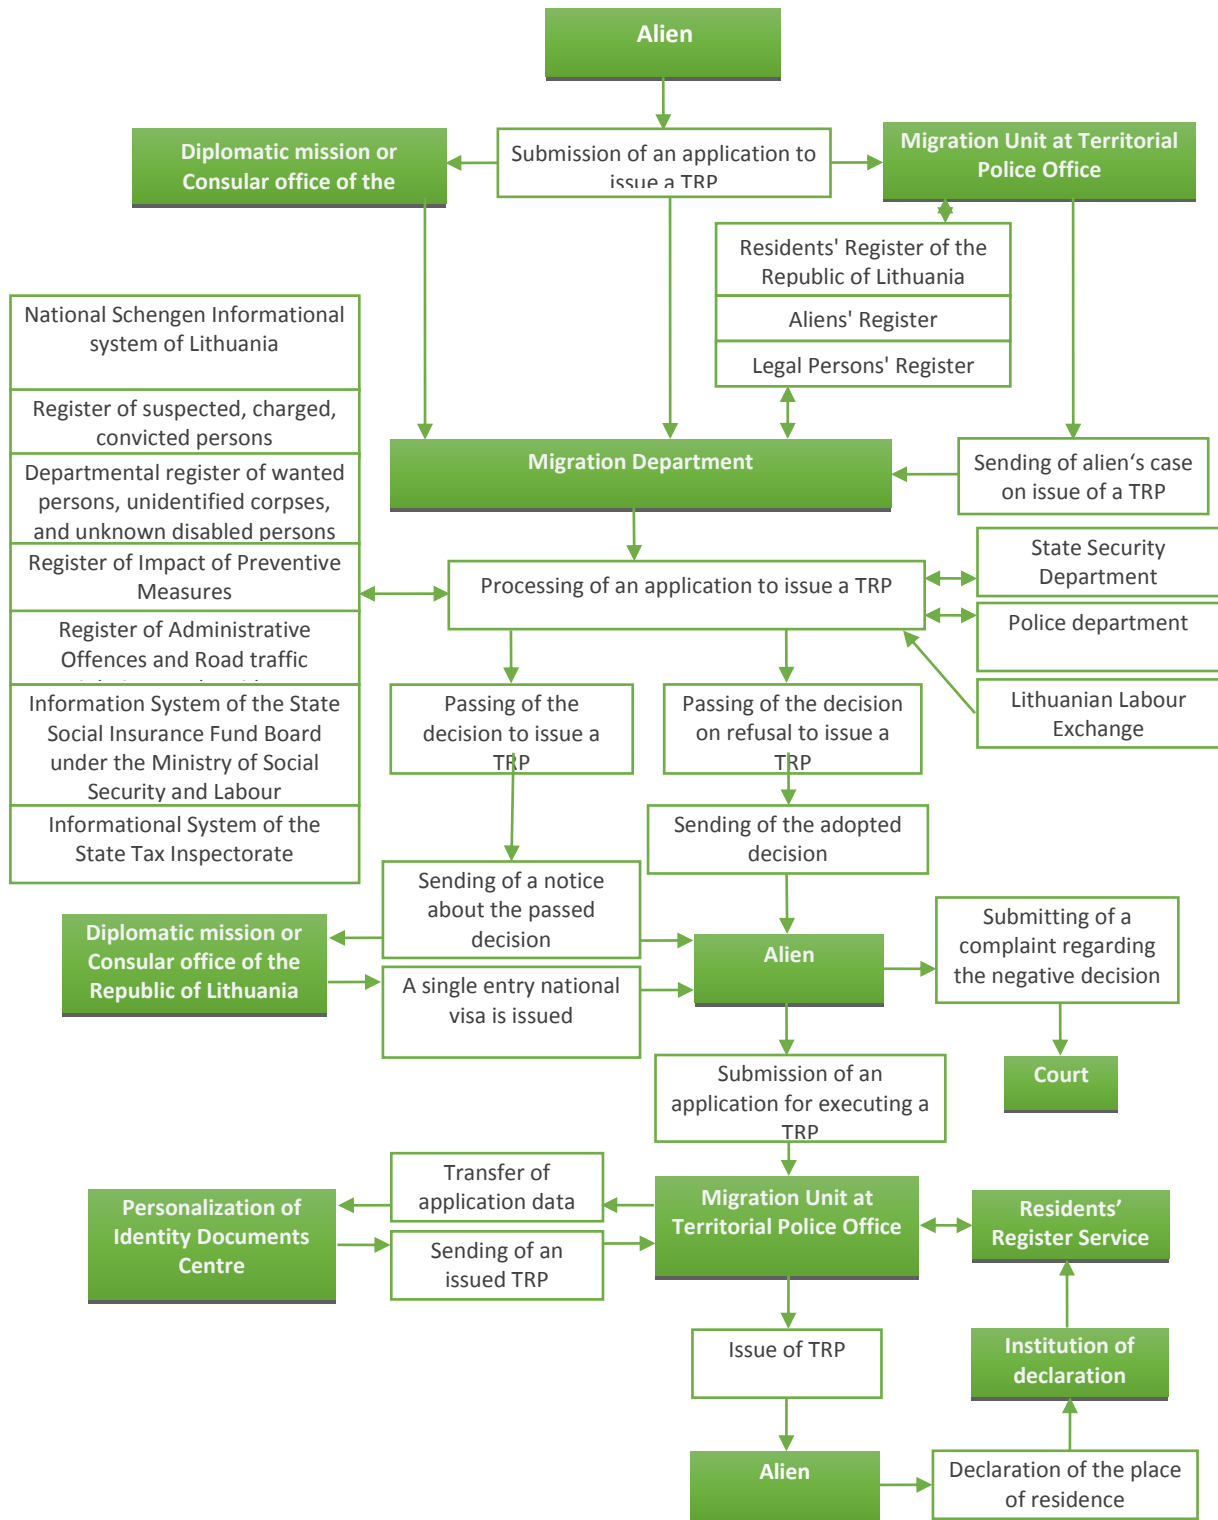 Alien
Diplomatic mission or
Consular office of the
Submission of an application to
issue a TRP
Migration Unit at Territorial
Police Office
Residents' Register of the
Republic of Lithuania
Aliens' Register
Legal Persons' Register
National Schengen Informational
system of Lithuania
Register of suspected, charged,
convicted persons
Departmental register of wanted
persons, unidentified corpses,
and unknown disabled persons
Register of Impact of Preventive
Measures
Register of Administrative
Offences and Road traffic
Information System of the State
Social Insurance Fund Board
under the Ministry of Social
Security and Labour
Informational System of the
State Tax Inspectorate
Migration Department
Sending of alien‘s case
on issue of a TRP
Processing of an application to issue a TRP
State Security
Department
Police department
Lithuanian Labour
Exchange
Passing of the
decision to issue a
TRP
Passing of the decision
on refusal to issue a
TRP
Sending of the adopted
decision
Sending of a notice
about the passed
decision
Diplomatic mission or
Consular office of the
Republic of Lithuania
A single entry national
visa is issued
Alien
Submitting of a
complaint regarding
the negative decision
Court
Submission of an
application for executing a
TRP
Transfer of
application data
Personalization of
Identity Documents
Centre
Sending of an
issued TRP
Migration Unit at
Territorial Police Office
Residents’
Register Service
Issue of TRP
Institution of
declaration
Alien
Declaration of the place
of residence